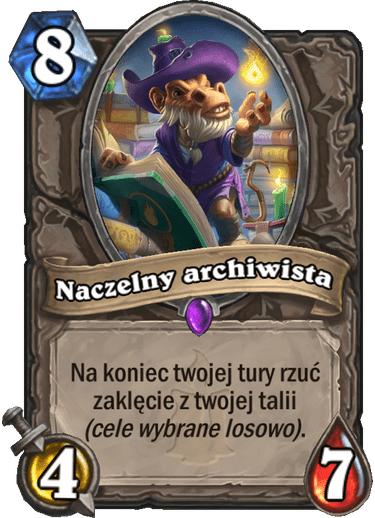 8
Naczelny archiwista
Na koniec twojej tury rzuć
zaklęcie z twojej talii
(cele wybrane losowo).
4
7